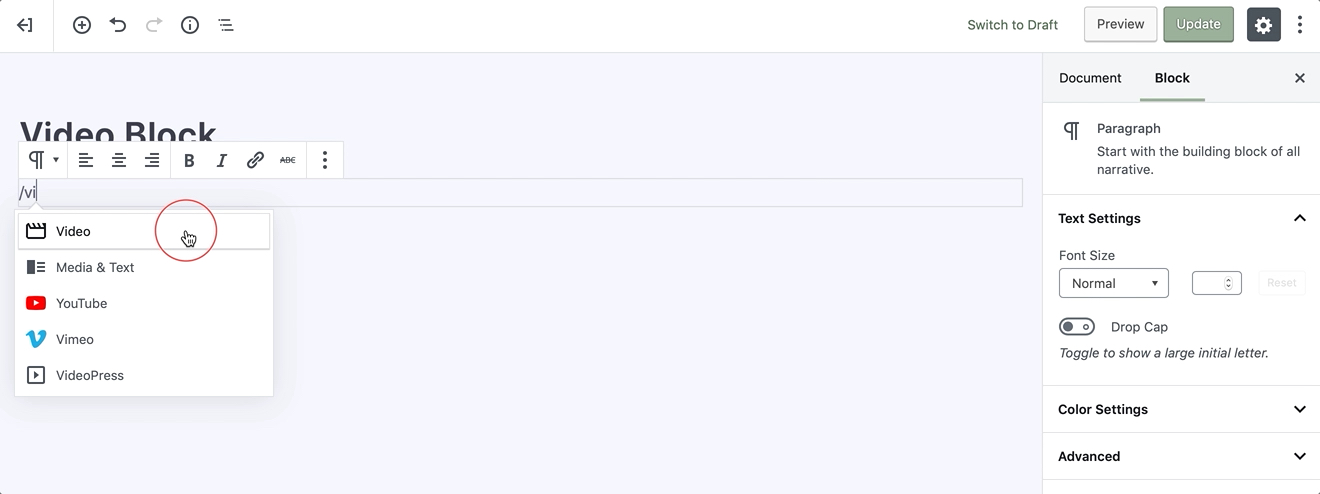 Switch to Draft
Preview
Update
Video Block
B I ABC
/vi
Video
Media & Text
YouTube
Vimeo
VideoPress
Document Block
Paragraph
Start with the building block of all
narrative.
Text Settings
Font Size
Normal
Reset
Drop Cap
Toggle to show a large initial letter.
Color Settings
Advanced